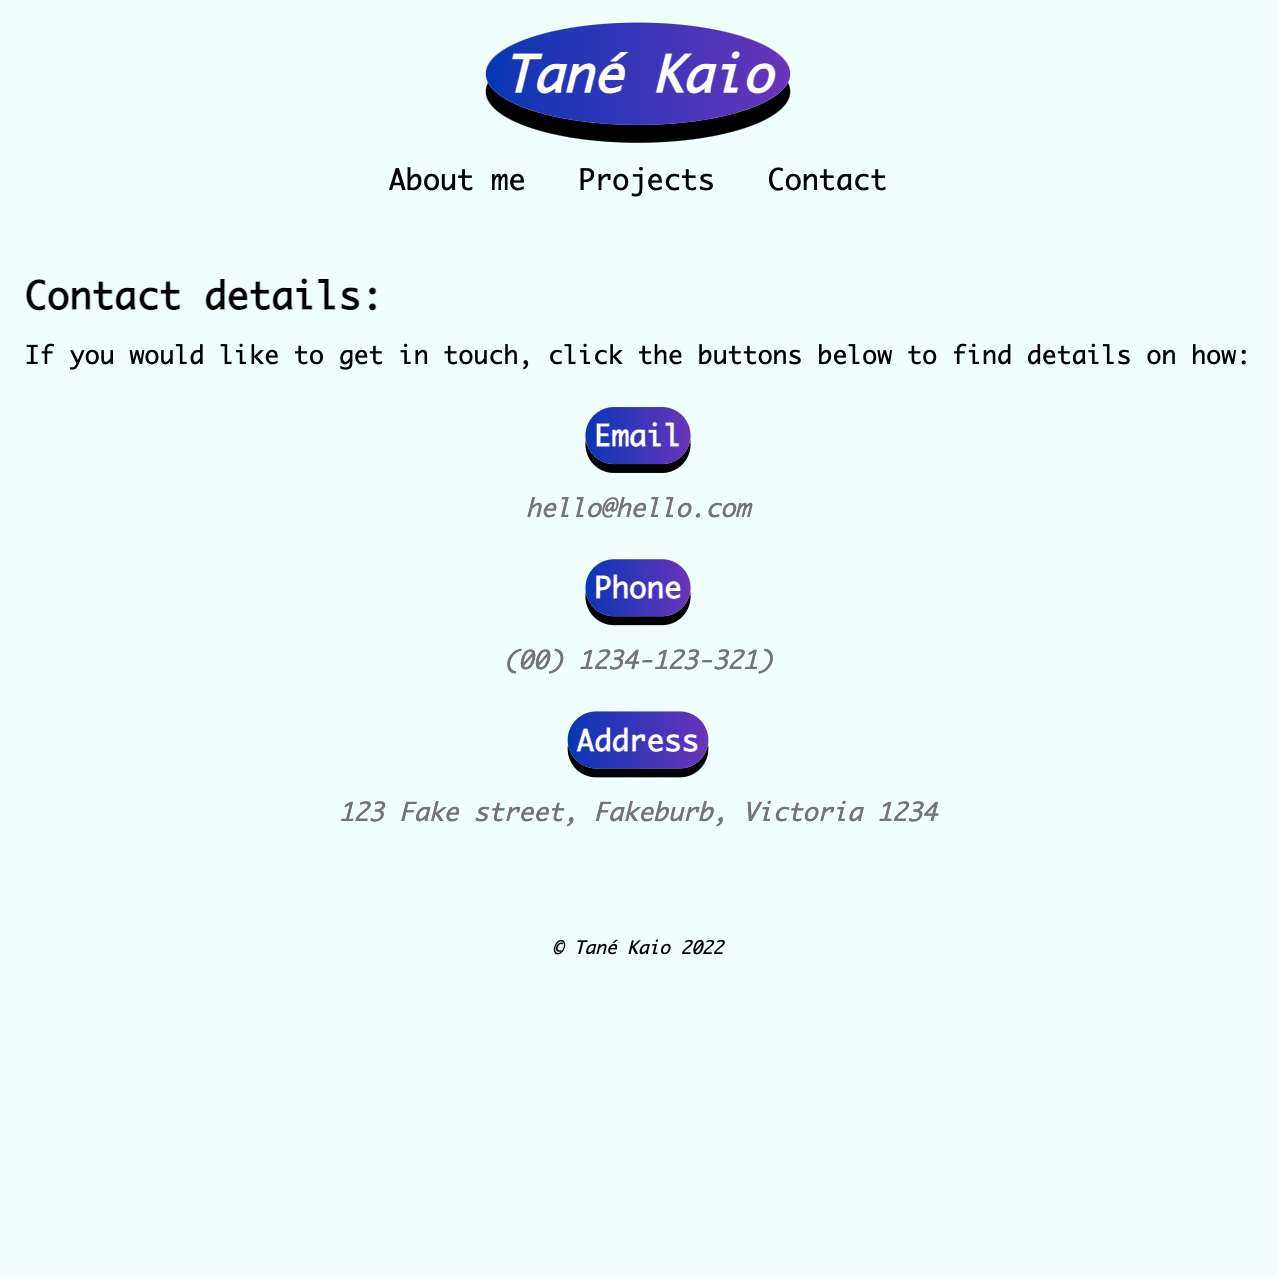 Tané Kaio
About me Projects Contact
Contact details:
If you would like to get in touch, click the buttons below to find details on how:
Email
hello@hello.com
Phone
(00) 1234-123-321)
Address
123 Fake street, Fakeburb, Victoria 1234
© Tané Kaio 2022